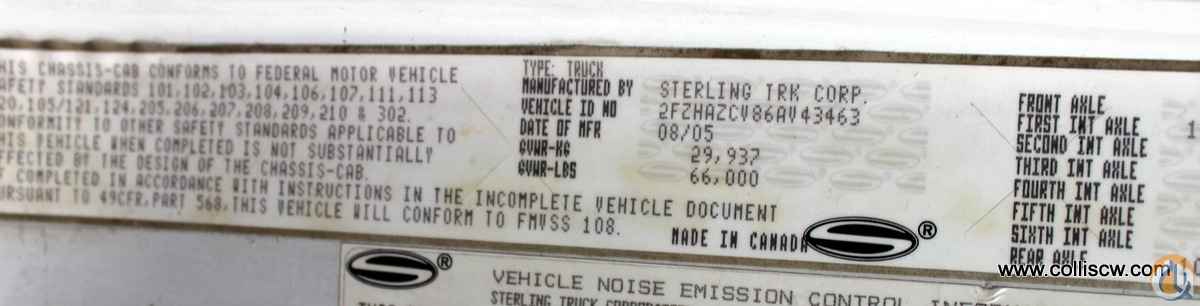 HIS CHASSIS-CAB CONFORMS TO FEDERAL MOTOR VEHICLE
AFETY STANDARDS 101,102,103,104,106,107,111,113
20,105/121,124,205,206,207,208,209,210 & 302.
ONFORMITY TO OTHER SAFETY STANDARDS APPLICABLE TO
HIS VEHICLE WHEN COMPLETED IS NOT SUBSTANTIALLY
FFECTED BY THE DESIGN OF THE CHASSIS-CAB.
COMPLETED IN ACCORDANCE WITH INSTRUCTIONS IN THE INCOMPLETE VEHICLE DOCUMENT
URSUANT TO 49CFR,PART 568,THIS VEHICLE WILL CONFORM TO FMVSS 108.
TYPE: TRUCK
MANUFACTURED BY STERLING TRK CORP.
VEHICLE ID NO 2FZHAZCV86AV43463
DATE OF MFR 08/05
GVWR-KG 29,937
GVWR-LBS 66,000
MADE IN CANADA
FRONT AXLE
FIRST INT AXLE 1
SECOND INT AXLE
THIRD INT AXLE
FOURTH INT AXLE
FIFTH INT AXLE
SIXTH INT AXLE
REAR AXLE
®
®
VEHICLE NOISE EMISSION CONTROL
STERLING TRUCK
www.colliscw.com